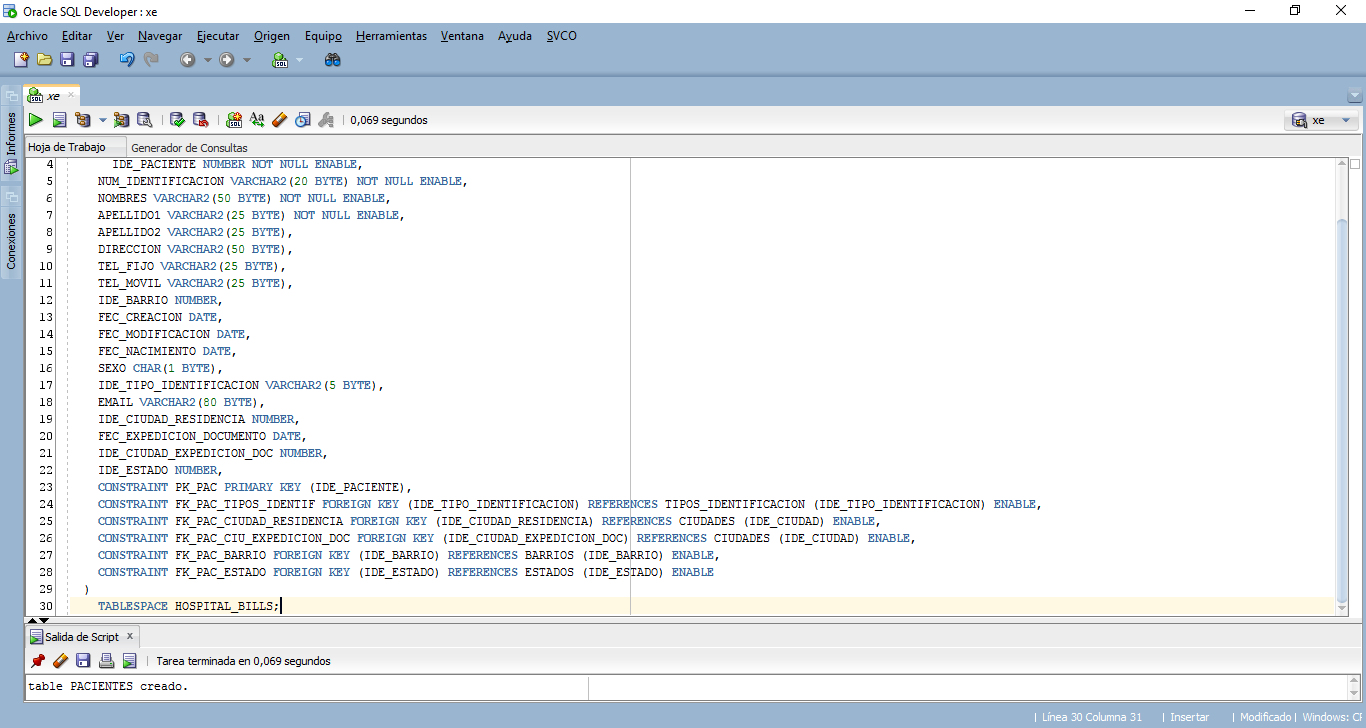 Oracle SQL Developer : xe
Archivo Editar Ver Navegar Ejecutar Origen Equipo Herramientas Ventana Ayuda SVCO
xe
0,069 segundos
xe
Informes
Conexiones
Hoja de Trabajo Generador de Consultas
4 IDE_PACIENTE NUMBER NOT NULL ENABLE,
5 NUM_IDENTIFICACION VARCHAR2(20 BYTE) NOT NULL ENABLE,
6 NOMBRES VARCHAR2(50 BYTE) NOT NULL ENABLE,
7 APELLIDO1 VARCHAR2(25 BYTE) NOT NULL ENABLE,
8 APELLIDO2 VARCHAR2(25 BYTE),
9 DIRECCION VARCHAR2(50 BYTE),
10 TEL_FIJO VARCHAR2(25 BYTE),
11 TEL_MOVIL VARCHAR2(25 BYTE),
12 IDE_BARRIO NUMBER,
13 FEC_CREACION DATE,
14 FEC_MODIFICACION DATE,
15 FEC_NACIMIENTO DATE,
16 SEXO CHAR(1 BYTE),
17 IDE_TIPO_IDENTIFICACION VARCHAR2(5 BYTE),
18 EMAIL VARCHAR2(80 BYTE),
19 IDE_CIUDAD_RESIDENCIA NUMBER,
20 FEC_EXPEDICION_DOCUMENTO DATE,
21 IDE_CIUDAD_EXPEDICION_DOC NUMBER,
22 IDE_ESTADO NUMBER,
23 CONSTRAINT PK_PAC PRIMARY KEY (IDE_PACIENTE),
24 CONSTRAINT FK_PAC_TIPOS_IDENTIF FOREIGN KEY (IDE_TIPO_IDENTIFICACION) REFERENCES TIPOS_IDENTIFICACION (IDE_TIPO_IDENTIFICACION) ENABLE,
25 CONSTRAINT FK_PAC_CIUDAD_RESIDENCIA FOREIGN KEY (IDE_CIUDAD_RESIDENCIA) REFERENCES CIUDADES (IDE_CIUDAD) ENABLE,
26 CONSTRAINT FK_PAC_CIU_EXPEDICION_DOC FOREIGN KEY (IDE_CIUDAD_EXPEDICION_DOC) REFERENCES CIUDADES (IDE_CIUDAD) ENABLE,
27 CONSTRAINT FK_PAC_BARRIO FOREIGN KEY (IDE_BARRIO) REFERENCES BARRIOS (IDE_BARRIO) ENABLE,
28 CONSTRAINT FK_PAC_ESTADO FOREIGN KEY (IDE_ESTADO) REFERENCES ESTADOS (IDE_ESTADO) ENABLE
29 )
30 TABLESPACE HOSPITAL_BILLS;
Salida de Script x
Tarea terminada en 0,069 segundos
table PACIENTES creado.
| Línea 30 Columna 31 | Insertar | Modificado | Windows: CF